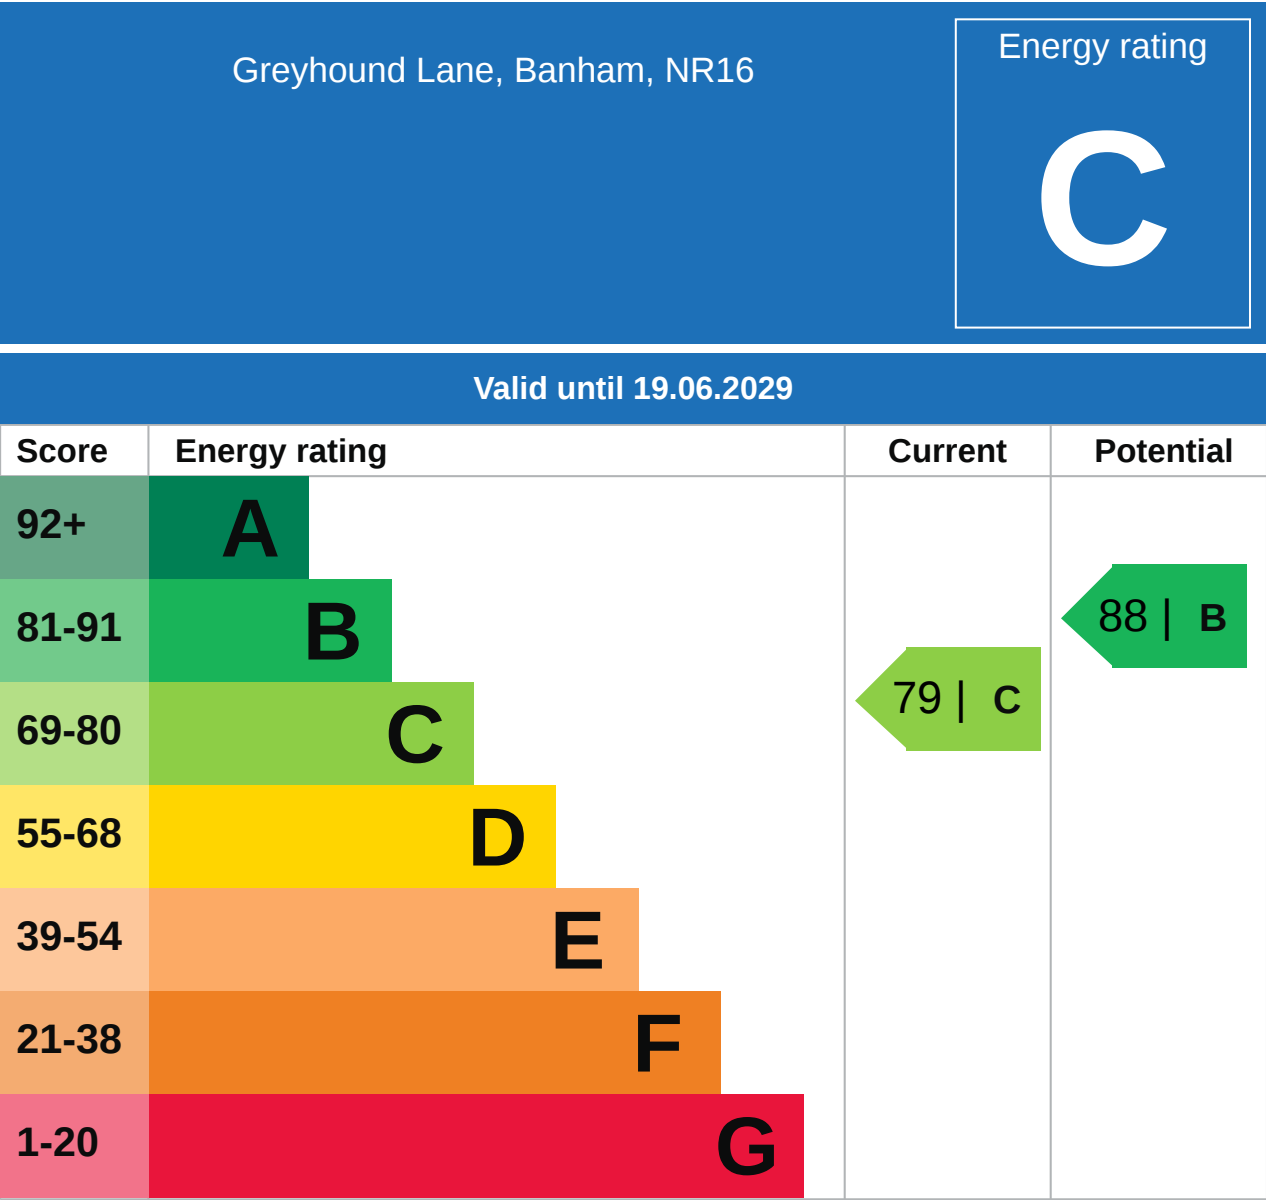 Greyhound Lane, Banham, NR16
Energy rating
C
Valid until 19.06.2029
Score Energy rating Current Potential
92+ A
81-91 B
88 | B
69-80 C
79 | C
55-68 D
39-54 E
21-38 F
1-20 G